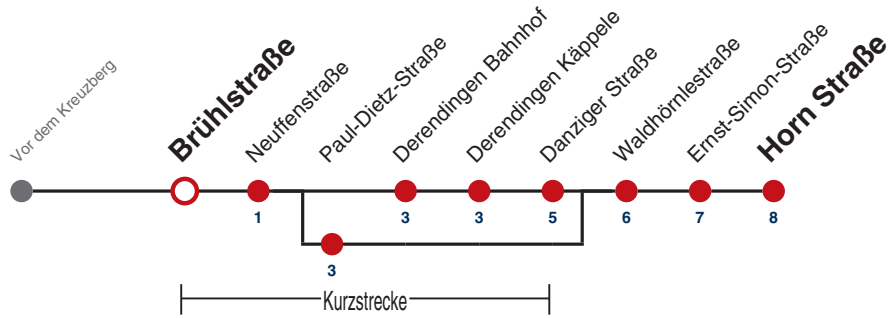 Vor dem Kreuzberg
Brühlstraße
Neuffenstraße
Paul-Dietz-Straße
Derendingen Bahnhof
Derendingen Käppele
Danziger Straße
Waldhörnlestraße
Ernst-Simon-Straße
Horn Straße
1
3
3
5
6
7
8
3
Kurzstrecke